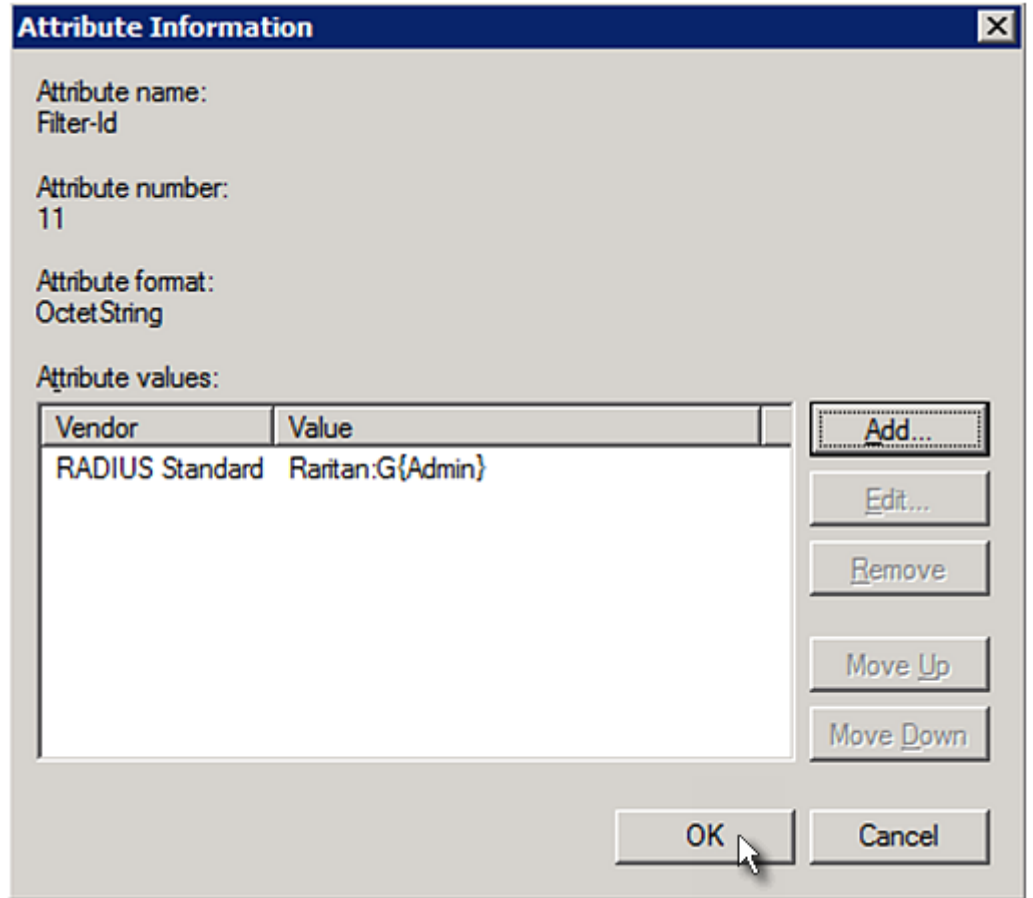 Attribute Information
Attribute name:
Filter-Id
Attribute number:
11
Attribute format:
OctetString
Attribute values:
Vendor Value
RADIUS Standard Raritan:G{Admin}
Add...
Edit...
Remove
Move Up
Move Down
OK Cancel